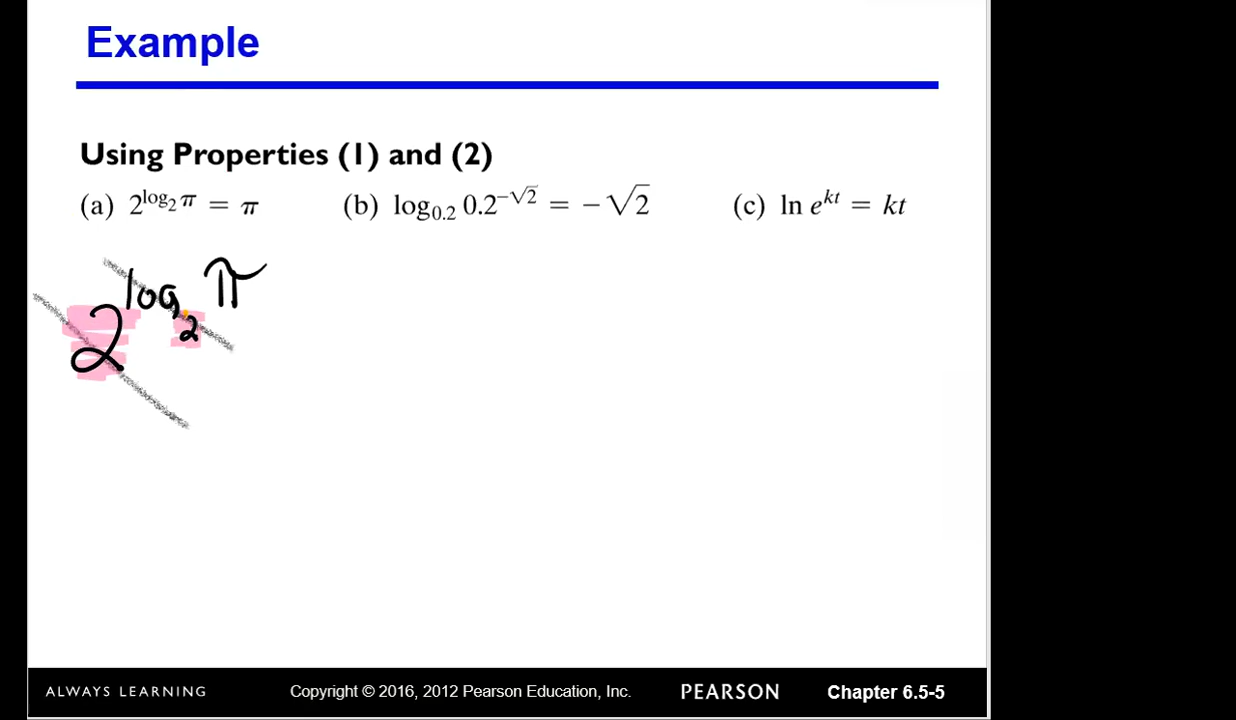 Example
Using Properties (1) and (2)
(a) 2^{log₂ π} = π (b) log₀.₂ 0.2^{−√2} = −√2 (c) ln e^{kt} = kt
2^{log₂ π}
ALWAYS LEARNING Copyright © 2016, 2012 Pearson Education, Inc. PEARSON Chapter 6.5-5